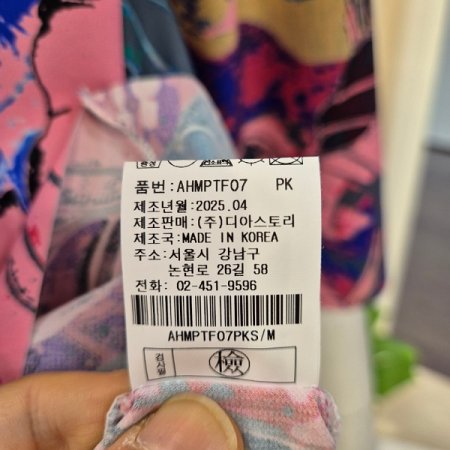 품번:AHMPTF07 PK
제조년월:2025.04
제조판매:(주)디아스토리
제조국:MADE IN KOREA
주소:서울시 강남구
논현로 26길 58
전화: 02-451-9596
AHMPTF07PKS/M
검사필 檢